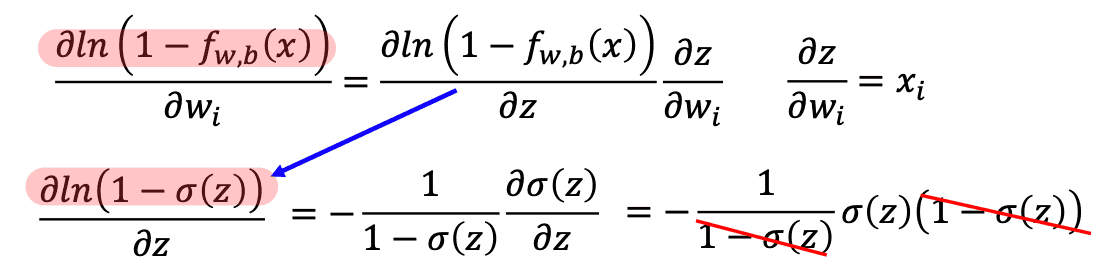 ∂ln(1 − f_{w,b}(x)) / ∂w_i = ∂ln(1 − f_{w,b}(x)) / ∂z ∂z / ∂w_i    ∂z / ∂w_i = x_i
∂ln(1 − σ(z)) / ∂z = − 1 / (1 − σ(z)) ∂σ(z) / ∂z = − 1 / (1 − σ(z)) σ(z)(1 − σ(z))